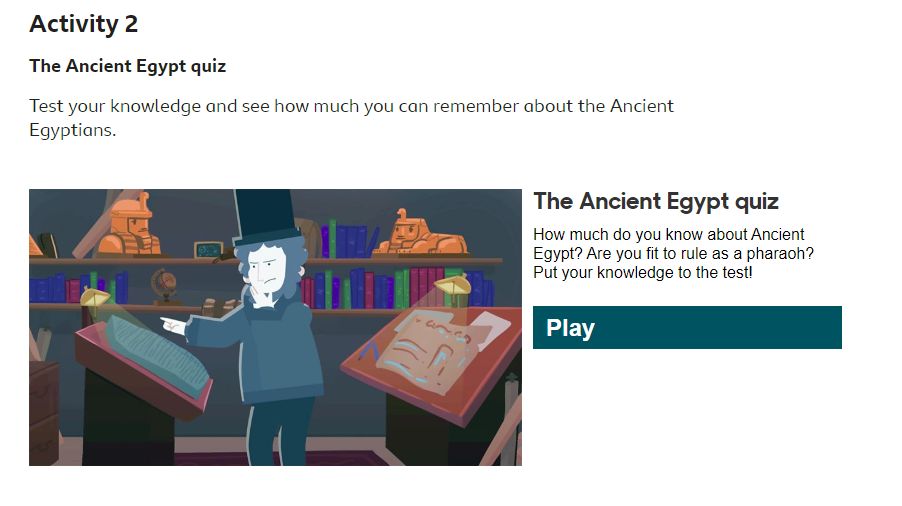 Activity 2
The Ancient Egypt quiz
Test your knowledge and see how much you can remember about the Ancient
Egyptians.
The Ancient Egypt quiz
How much do you know about Ancient
Egypt? Are you fit to rule as a pharaoh?
Put your knowledge to the test!
Play